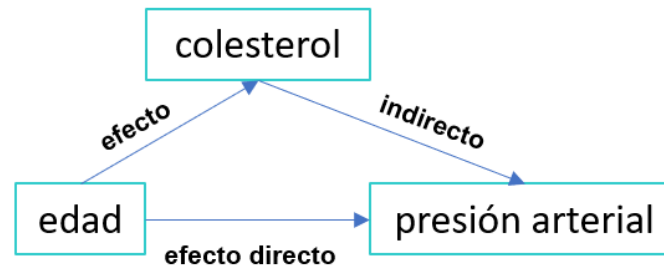 colesterol
efecto
indirecto
edad
presión arterial
efecto directo